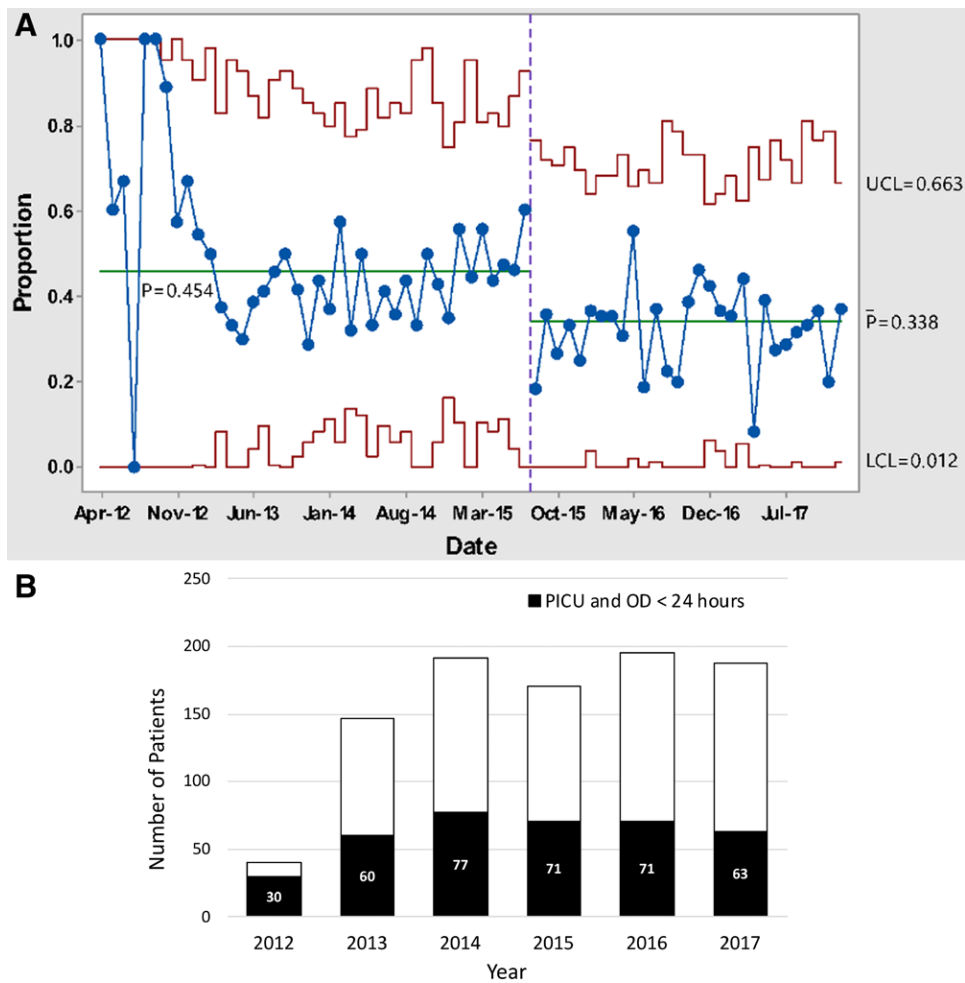 A
1.0
0.8
0.6
0.4
0.2
0.0
Proportion
P=0.454
UCL=0.663
P̄=0.338
LCL=0.012
Apr-12 Nov-12 Jun-13 Jan-14 Aug-14 Mar-15 Oct-15 May-16 Dec-16 Jul-17
Date
B
250
200
150
100
50
0
Number of Patients
PICU and OD < 24 hours
30 60 77 71 71 63
2012 2013 2014 2015 2016 2017
Year